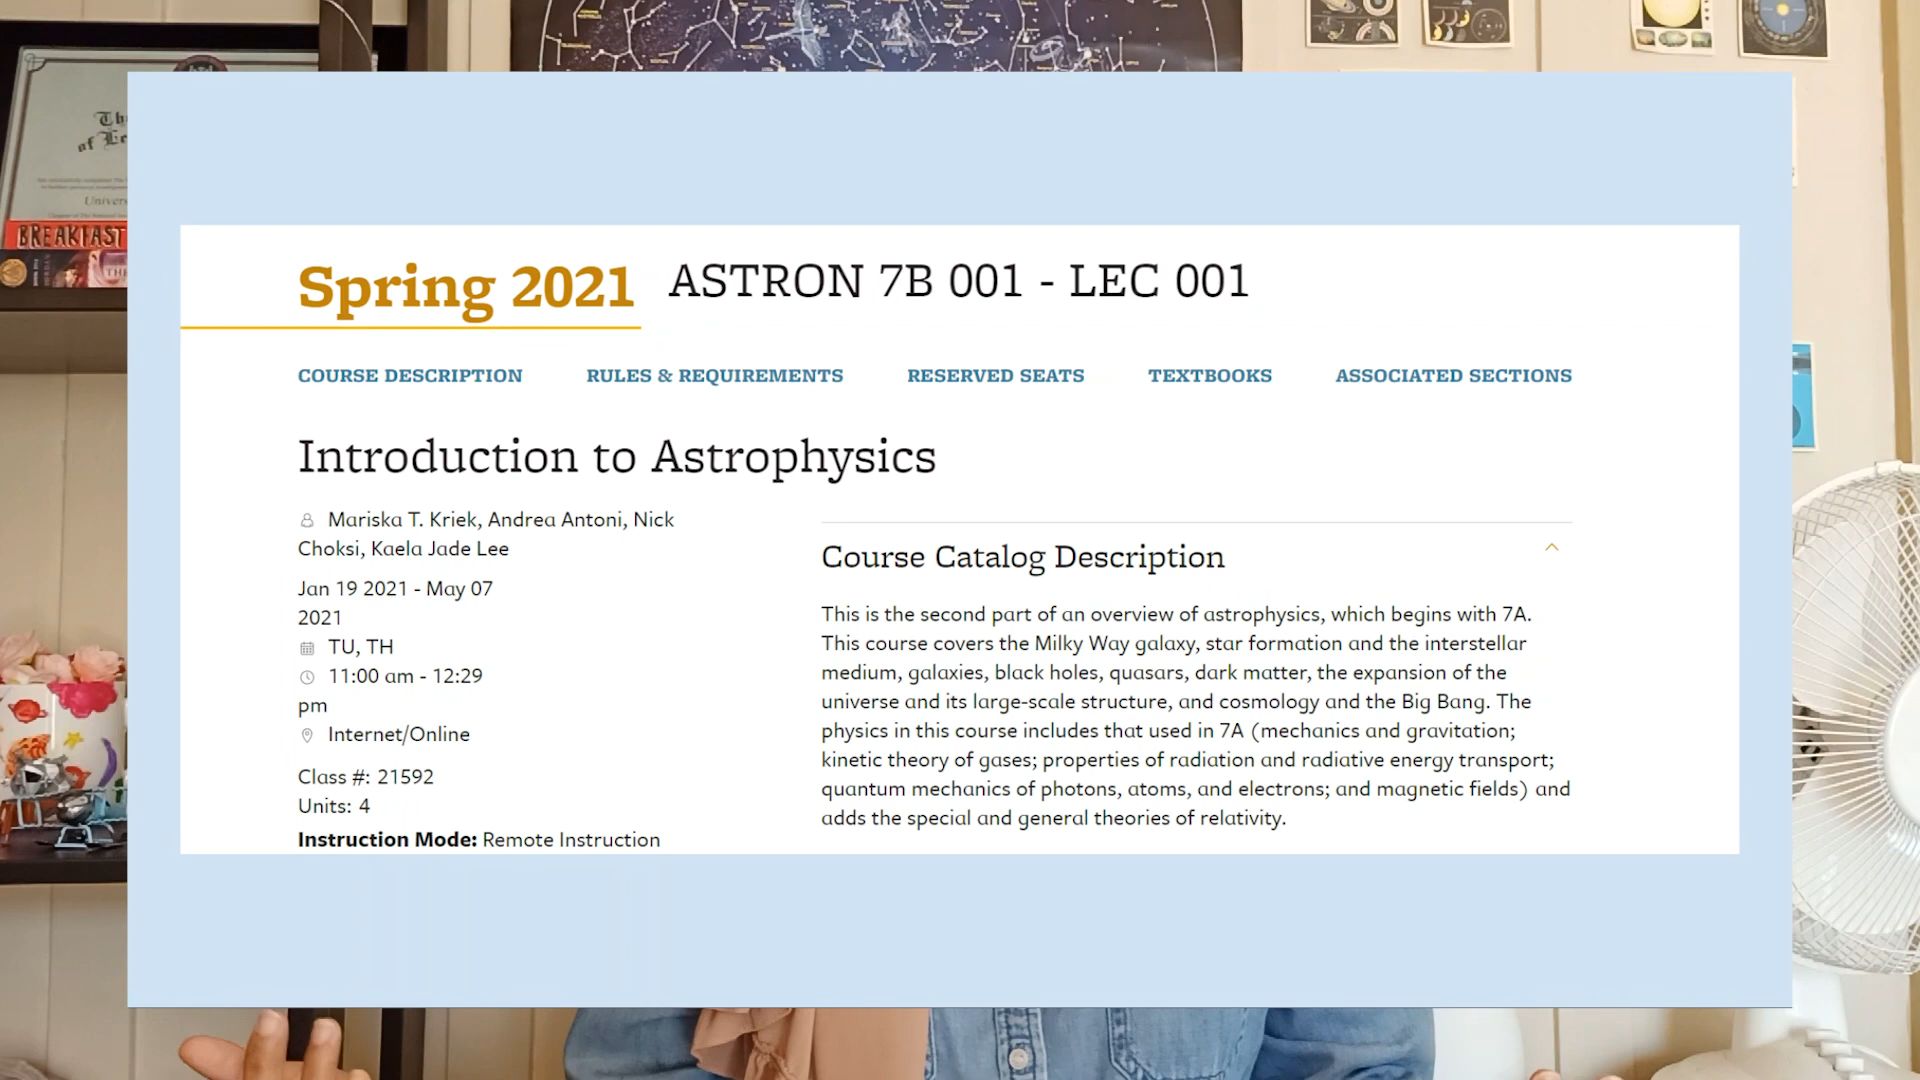 Th
of Le
Univer
BREAKFAST
TH
Spring 2021
ASTRON 7B 001 - LEC 001
COURSE DESCRIPTION
RULES & REQUIREMENTS
RESERVED SEATS
TEXTBOOKS
ASSOCIATED SECTIONS
Introduction to Astrophysics
Mariska T. Kriek, Andrea Antoni, Nick
Choksi, Kaela Jade Lee
Jan 19 2021 - May 07
2021
TU, TH
11:00 am - 12:29
pm
Internet/Online
Class #: 21592
Units: 4
Instruction Mode: Remote Instruction
Course Catalog Description
This is the second part of an overview of astrophysics, which begins with 7A.
This course covers the Milky Way galaxy, star formation and the interstellar
medium, galaxies, black holes, quasars, dark matter, the expansion of the
universe and its large-scale structure, and cosmology and the Big Bang. The
physics in this course includes that used in 7A (mechanics and gravitation;
kinetic theory of gases; properties of radiation and radiative energy transport;
quantum mechanics of photons, atoms, and electrons; and magnetic fields) and
adds the special and general theories of relativity.